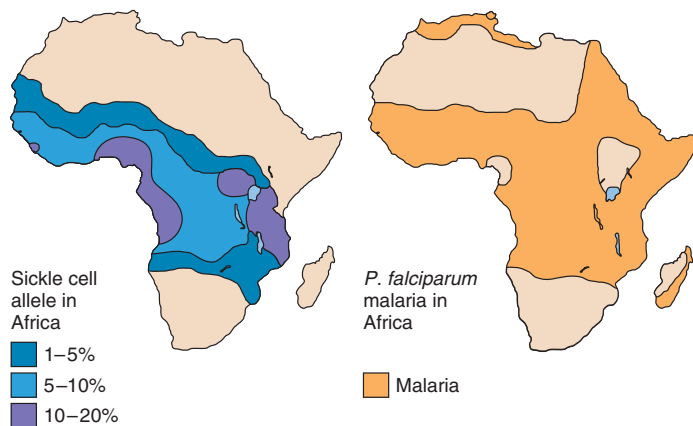 Sickle cell
allele in
Africa
1–5%
5–10%
10–20%
P. falciparum
malaria in
Africa
Malaria